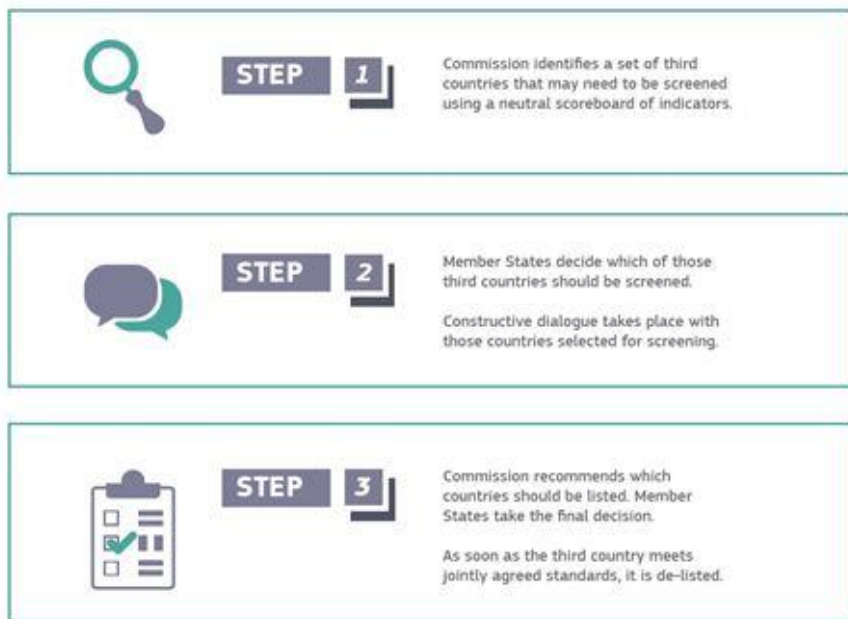 STEP 1
Commission identifies a set of third
countries that may need to be screened
using a neutral scoreboard of indicators.
STEP 2
Member States decide which of those
third countries should be screened.
Constructive dialogue takes place with
those countries selected for screening.
STEP 3
Commission recommends which
countries should be listed. Member
States take the final decision.
As soon as the third country meets
jointly agreed standards, it is de-listed.